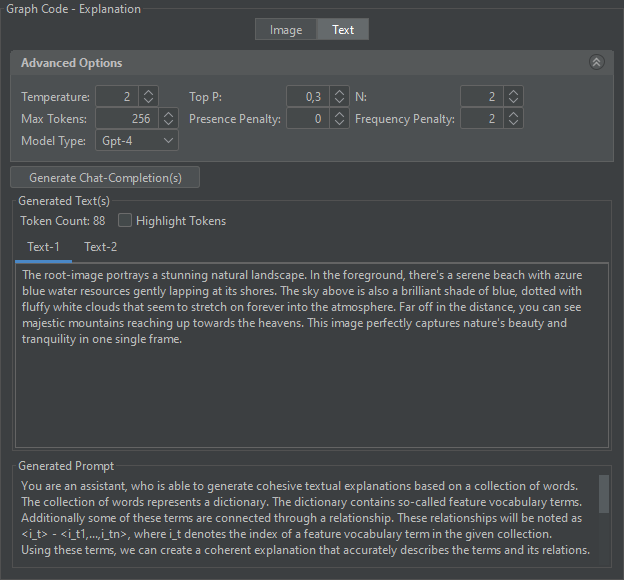 Graph Code - Explanation
Image Text
Advanced Options
Temperature: 2 Top P: 0,3 N: 2
Max Tokens: 256 Presence Penalty: 0 Frequency Penalty: 2
Model Type: Gpt-4
Generate Chat-Completion(s)
Generated Text(s)
Token Count: 88 Highlight Tokens
Text-1 Text-2
The root-image portrays a stunning natural landscape. In the foreground, there's a serene beach with azure
blue water resources gently lapping at its shores. The sky above is also a brilliant shade of blue, dotted with
fluffy white clouds that seem to stretch on forever into the atmosphere. Far off in the distance, you can see
majestic mountains reaching up towards the heavens. This image perfectly captures nature's beauty and
tranquility in one single frame.
Generated Prompt
You are an assistant, who is able to generate cohesive textual explanations based on a collection of words.
The collection of words represents a dictionary. The dictionary contains so-called feature vocabulary terms.
Additionally some of these terms are connected through a relationship. These relationships will be noted as
<i_t> - <i_t1,...,i_tn>, where i_t denotes the index of a feature vocabulary term in the given collection.
Using these terms, we can create a coherent explanation that accurately describes the terms and its relations.